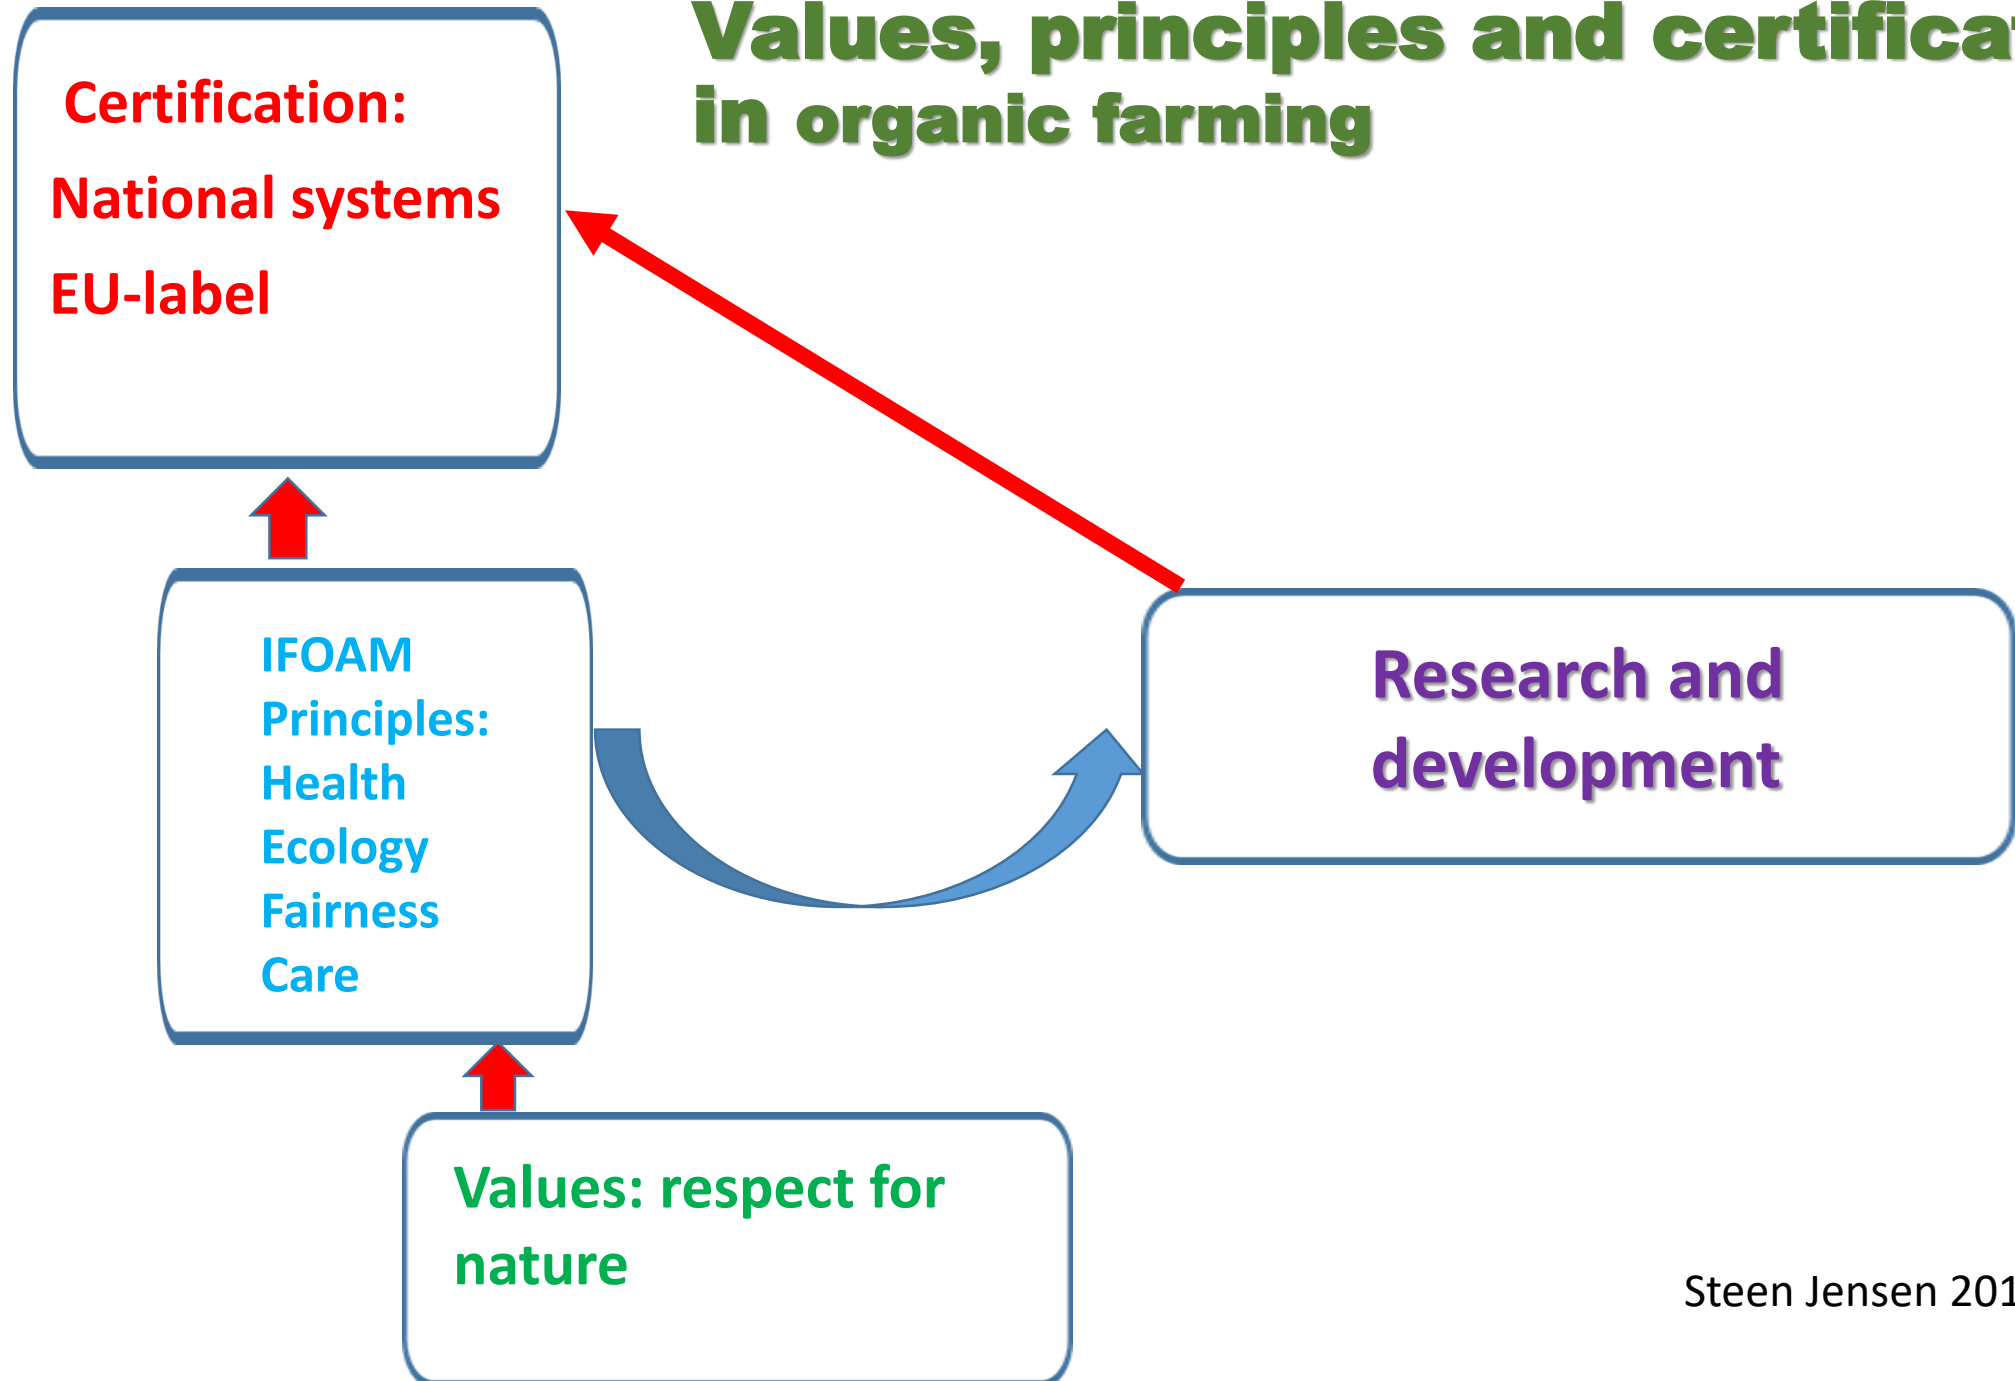 Values, principles and certifica
in organic farming
Certification:
National systems
EU-label
IFOAM
Principles:
Health
Ecology
Fairness
Care
Research and
development
Values: respect for
nature
Steen Jensen 201